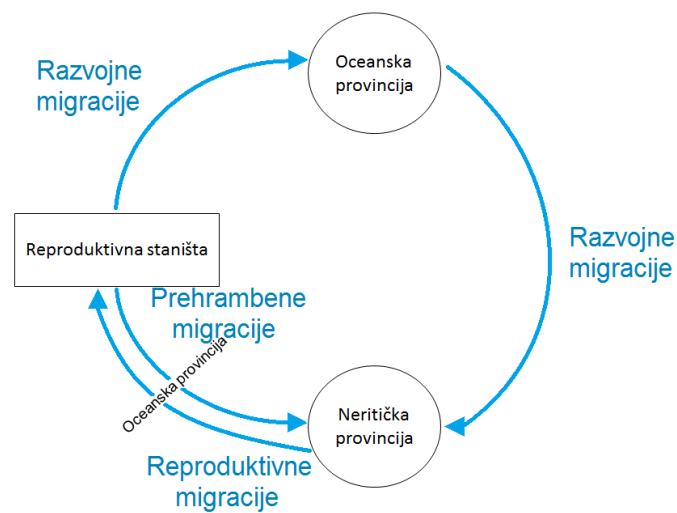 Oceanska
provincija
Razvojne
migracije
Razvojne
migracije
Reproduktivna staništa
Prehrambene
migracije
Oceanska provincija
Neritička
provincija
Reproduktivne
migracije